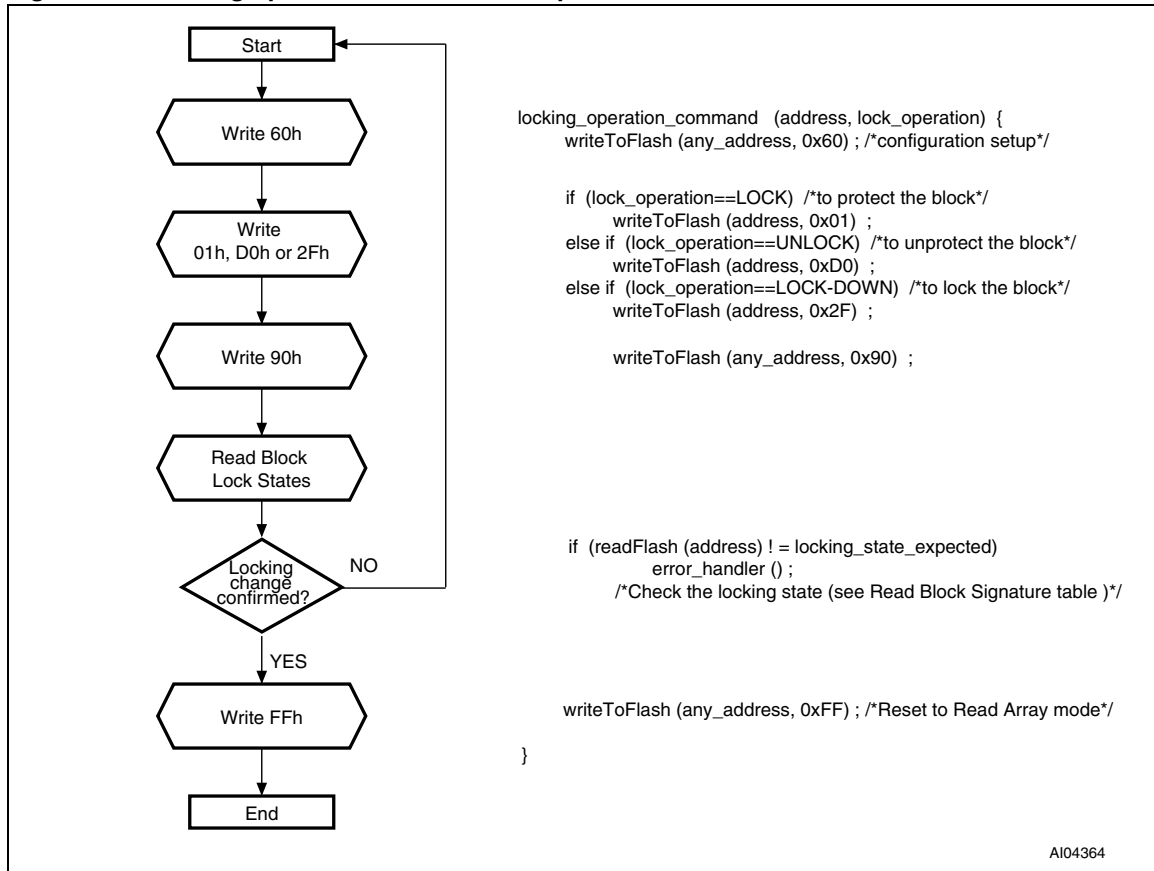 Start
Write 60h
Write
01h, D0h or 2Fh
Write 90h
Read Block
Lock States
Locking
change
confirmed?
NO
YES
Write FFh
End
locking_operation_command (address, lock_operation) {
writeToFlash (any_address, 0x60) ; /*configuration setup*/
if (lock_operation==LOCK) /*to protect the block*/
writeToFlash (address, 0x01) ;
else if (lock_operation==UNLOCK) /*to unprotect the block*/
writeToFlash (address, 0xD0) ;
else if (lock_operation==LOCK-DOWN) /*to lock the block*/
writeToFlash (address, 0x2F) ;
writeToFlash (any_address, 0x90) ;
if (readFlash (address) ! = locking_state_expected)
error_handler () ;
/*Check the locking state (see Read Block Signature table )*/
writeToFlash (any_address, 0xFF) ; /*Reset to Read Array mode*/
}
AI04364